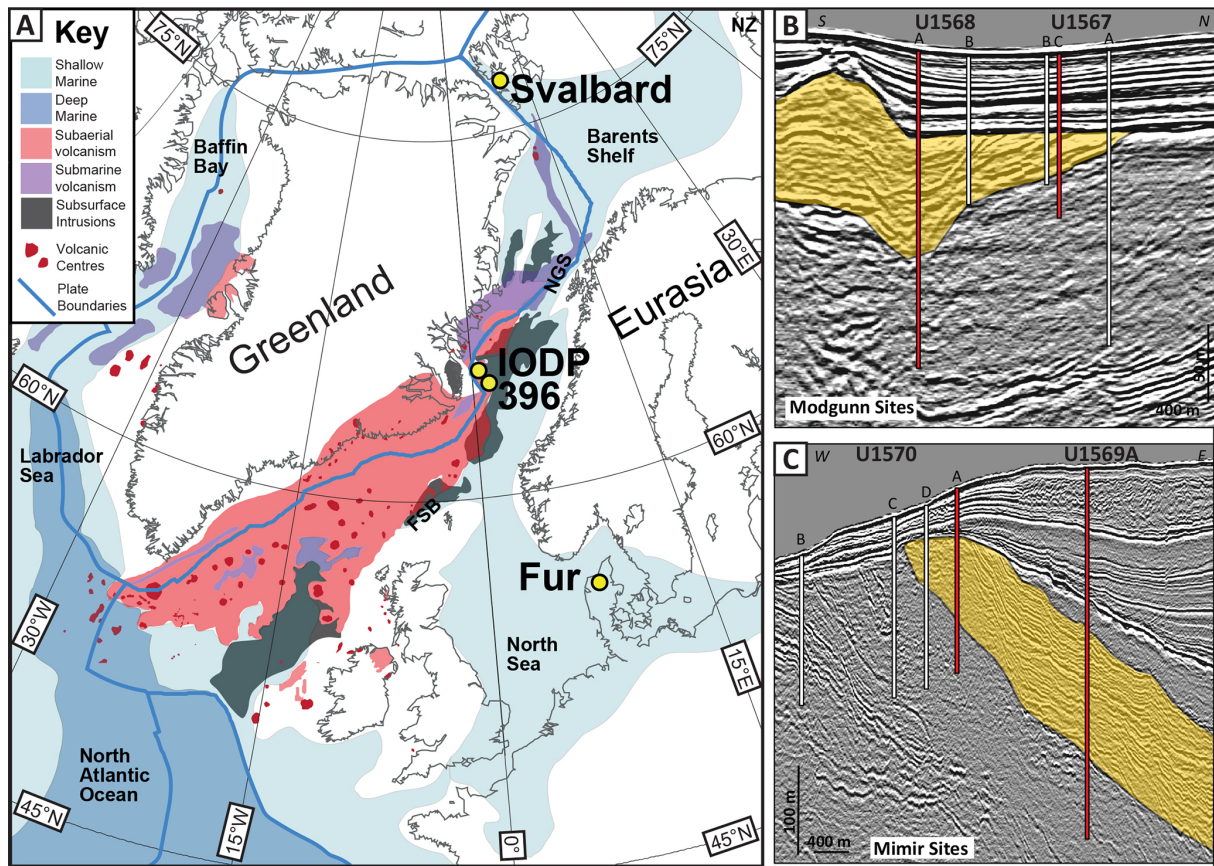 A
Key
Shallow
Marine
Deep
Marine
Subaerial
volcanism
Submarine
volcanism
Subsurface
Intrusions
Volcanic
Centres
Plate
Boundaries
75°N
75°N
NZ
Svalbard
Baffin
Bay
Barents
Shelf
30°E
Greenland
NGS
Eurasia
IODP
396
60°N
60°N
Labrador
Sea
FSB
Fur
30°W
North
Sea
15°E
North
Atlantic
Ocean
45°N
15°W
0°
45°N
B
S
U1568
U1567
N
A
B
B
C
A
Modgunn Sites
400 m
C
W
U1570
U1569A
E
B
C
D
A
100 m
400 m
Mimir Sites